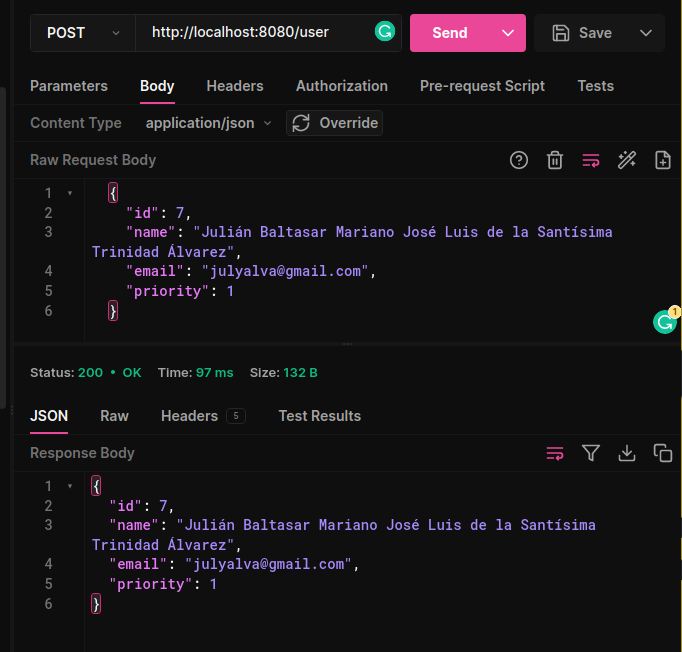 POST http://localhost:8080/user Send Save
Parameters Body Headers Authorization Pre-request Script Tests
Content Type application/json Override
Raw Request Body
1 {
2 "id": 7,
3 "name": "Julián Baltasar Mariano José Luis de la Santísima
Trinidad Álvarez",
4 "email": "julyalva@gmail.com",
5 "priority": 1
6 }
1
Status: 200 • OK Time: 97 ms Size: 132 B
JSON Raw Headers 5 Test Results
Response Body
1 {
2 "id": 7,
3 "name": "Julián Baltasar Mariano José Luis de la Santísima
Trinidad Álvarez",
4 "email": "julyalva@gmail.com",
5 "priority": 1
6 }